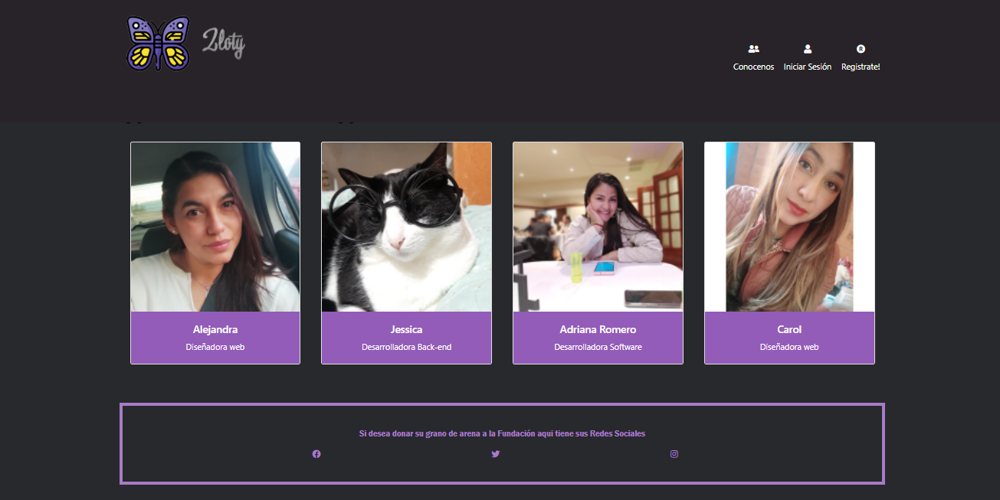 Zloty
Conocenos Iniciar Sesión Registrate!
Alejandra
Diseñadora web
Jessica
Desarrolladora Back-end
Adriana Romero
Desarrolladora Software
Carol
Diseñadora web
Si desea donar su grano de arena a la Fundación aqui tiene sus Redes Sociales